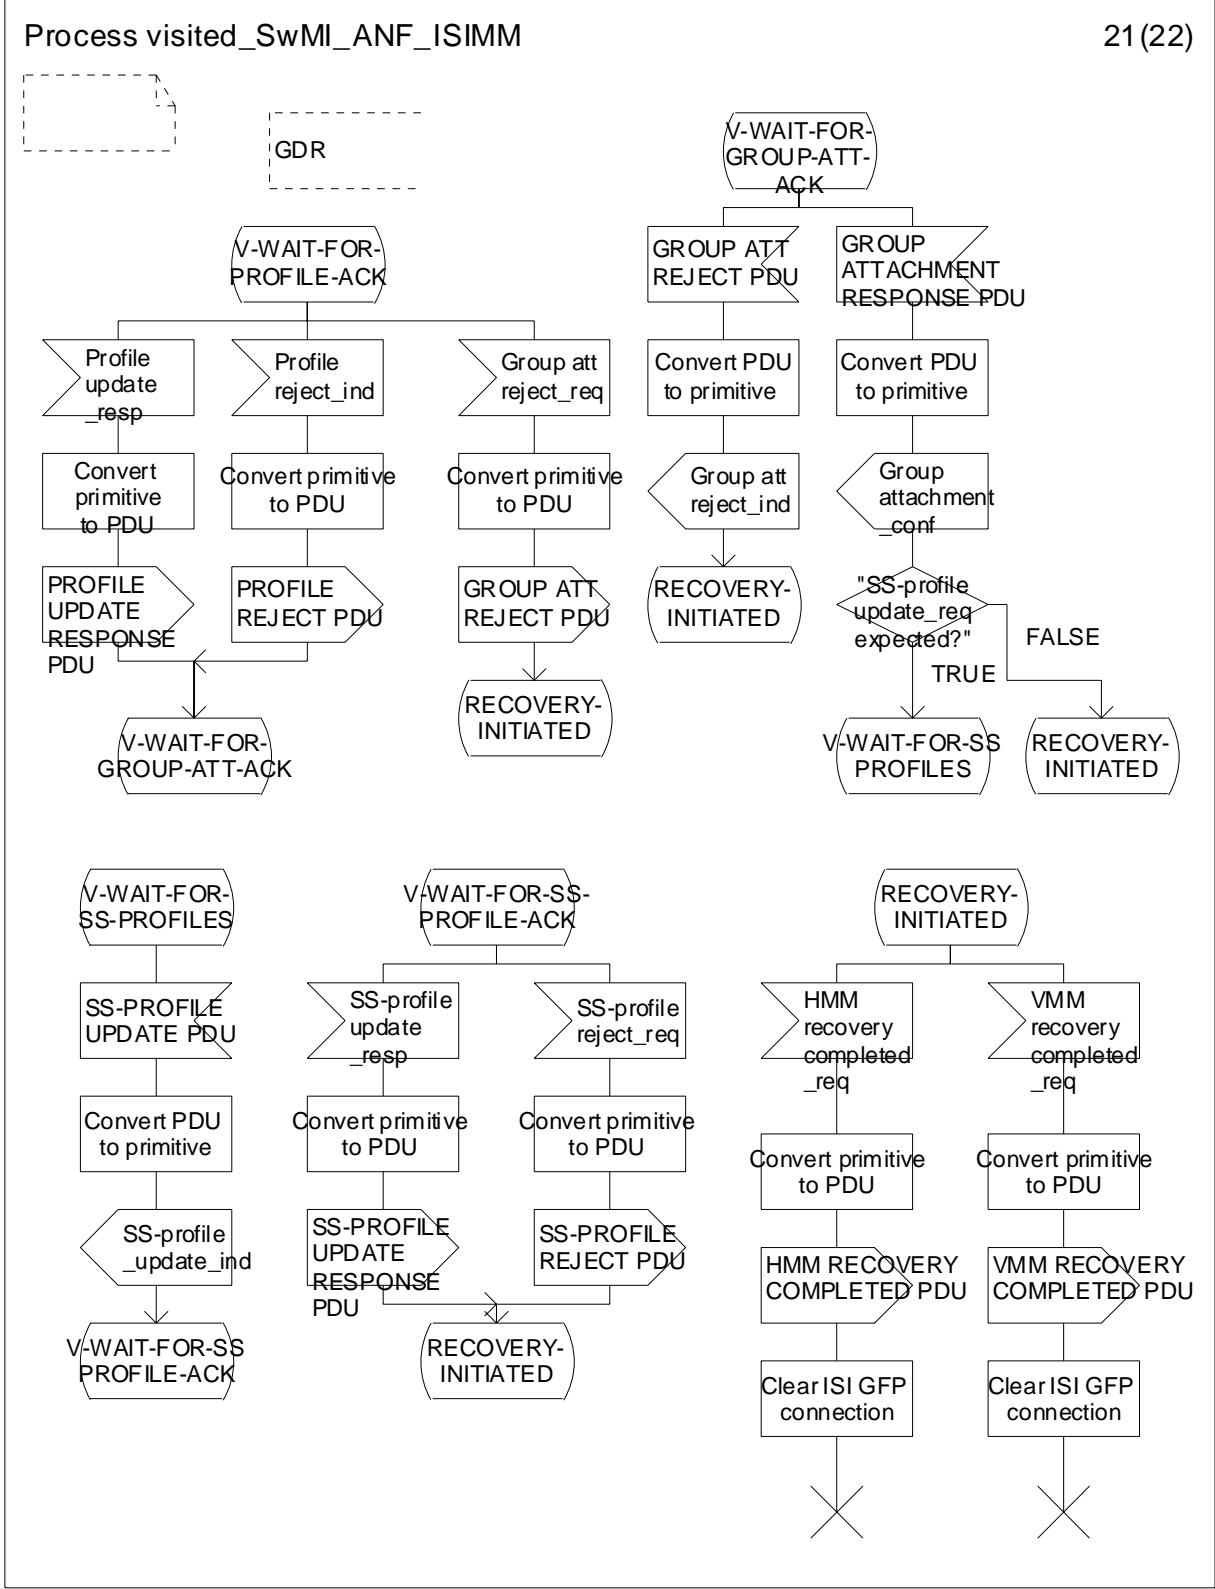 Process visited_SwMI_ANF_ISIMM
21(22)
GDR
V-WAIT-FOR-
GROUP-ATT-
ACK
V-WAIT-FOR-
PROFILE-ACK
GROUP ATT
REJECT PDU
GROUP
ATTACHMENT
RESPONSE PDU
Profile
update
_resp
Profile
reject_ind
Group att
reject_req
Convert PDU
to primitive
Convert PDU
to primitive
Convert
primitive
to PDU
Convert primitive
to PDU
Convert primitive
to PDU
Group att
reject_ind
Group
attachment
_conf
PROFILE
UPDATE
RESPONSE
PDU
PROFILE
REJECT PDU
GROUP ATT
REJECT PDU
RECOVERY-
INITIATED
"SS-profile
update_req
expected?"
FALSE
TRUE
RECOVERY-
INITIATED
V-WAIT-FOR-
GROUP-ATT-ACK
V-WAIT-FOR-SS
PROFILES
RECOVERY-
INITIATED
V-WAIT-FOR-
SS-PROFILES
V-WAIT-FOR-SS-
PROFILE-ACK
RECOVERY-
INITIATED
SS-PROFILE
UPDATE PDU
SS-profile
update
_resp
SS-profile
reject_req
HMM
recovery
completed
_req
VMM
recovery
completed
_req
Convert PDU
to primitive
Convert primitive
to PDU
Convert primitive
to PDU
Convert primitive
to PDU
Convert primitive
to PDU
SS-profile
_update_ind
SS-PROFILE
UPDATE
RESPONSE
PDU
SS-PROFILE
REJECT PDU
HMM RECOVERY
COMPLETED PDU
VMM RECOVERY
COMPLETED PDU
V-WAIT-FOR-SS
PROFILE-ACK
RECOVERY-
INITIATED
Clear ISI GFP
connection
Clear ISI GFP
connection